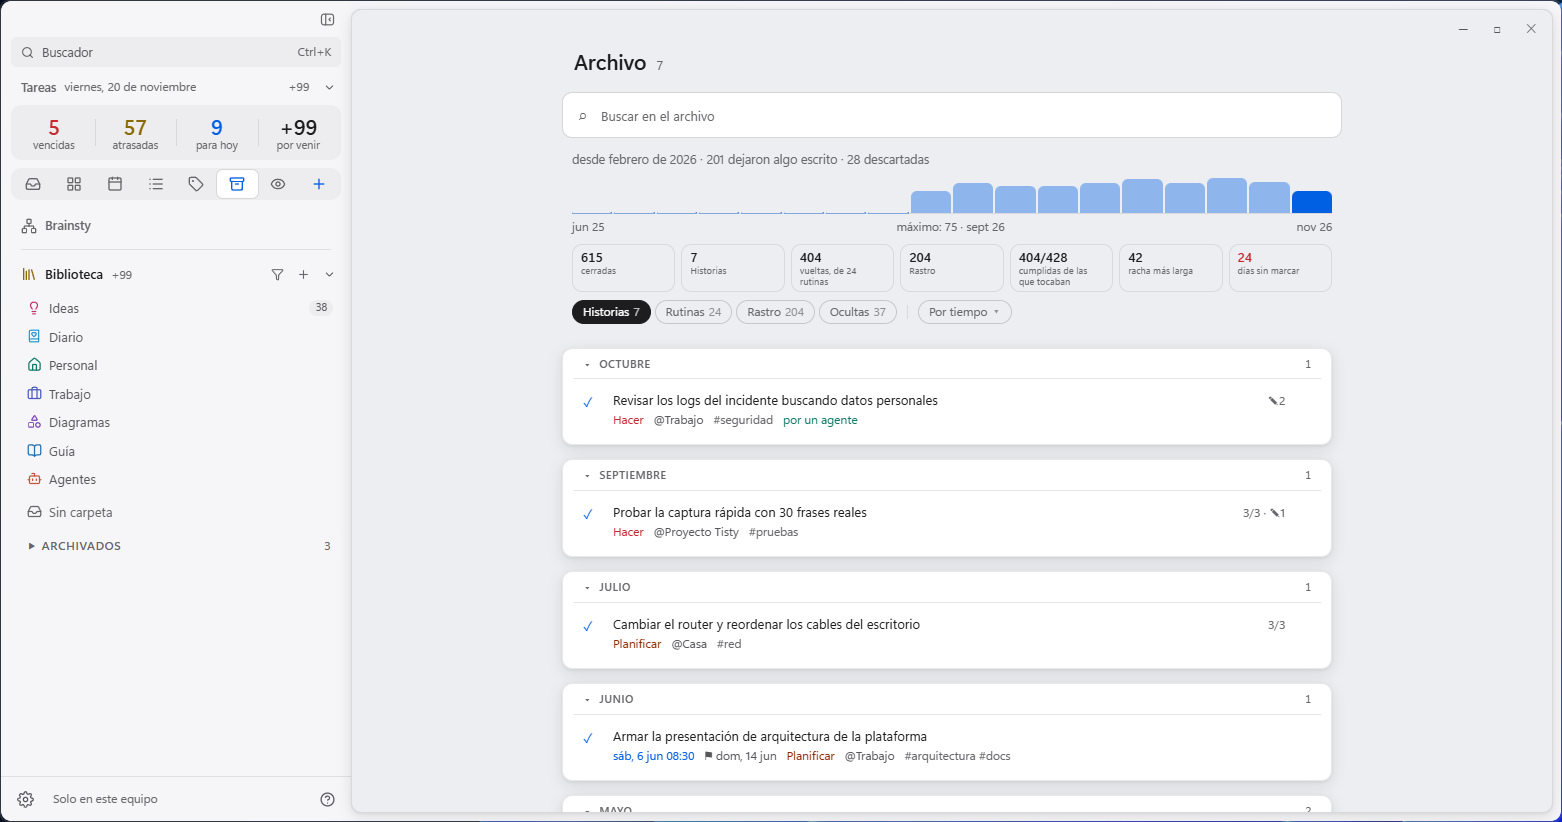 Buscador Ctrl+K
Tareas viernes, 20 de noviembre +99
5 57 9 +99
vencidas atrasadas para hoy por venir
Brainsty
Biblioteca +99
Ideas 38
Diario
Personal
Trabajo
Diagramas
Guía
Agentes
Sin carpeta
ARCHIVADOS 3
Solo en este equipo
Archivo 7
Buscar en el archivo
desde febrero de 2026 · 201 dejaron algo escrito · 28 descartadas
jun 25 máximo: 75 · sept 26 nov 26
615
cerradas
7
Historias
404
vueltas, de 24
rutinas
204
Rastro
404/428
cumplidas de las
que tocaban
42
racha más larga
24
días sin marcar
Historias 7 Rutinas 24 Rastro 204 Ocultas 37 Por tiempo
OCTUBRE 1
Revisar los logs del incidente buscando datos personales 2
Hacer @Trabajo #seguridad por un agente
SEPTIEMBRE 1
Probar la captura rápida con 30 frases reales 3/3 · 1
Hacer @Proyecto Tisty #pruebas
JULIO 1
Cambiar el router y reordenar los cables del escritorio 3/3
Planificar @Casa #red
JUNIO 1
Armar la presentación de arquitectura de la plataforma
sáb, 6 jun 08:30 dom, 14 jun Planificar @Trabajo #arquitectura #docs
MAYO 2